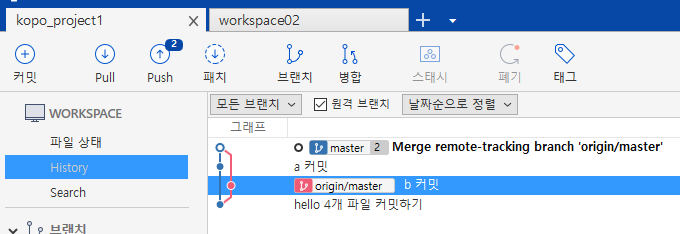 kopo_project1
workspace02
2
커밋
Pull
Push
패치
브랜치
병합
스태시
폐기
태그
WORKSPACE
파일 상태
History
Search
브랜치
모든 브랜치
원격 브랜치
날짜순으로 정렬
그래프
master 2 Merge remote-tracking branch 'origin/master'
a 커밋
origin/master b 커밋
hello 4개 파일 커밋하기